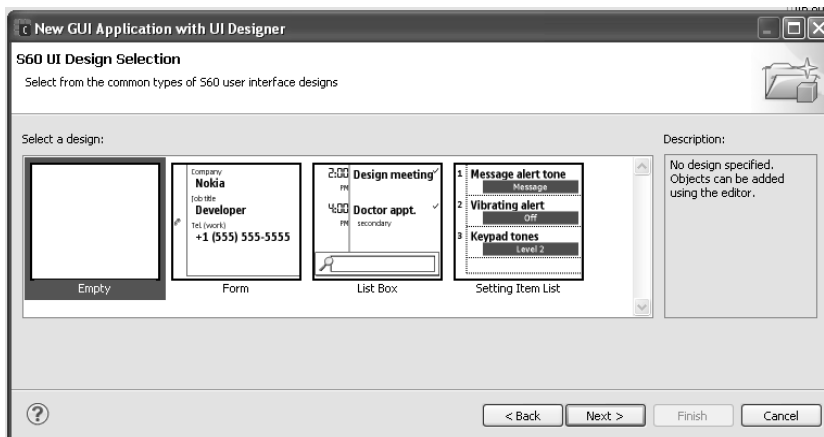 New GUI Application with UI Designer
S60 UI Design Selection
Select from the common types of S60 user interface designs
Select a design:
Description:
Company
Nokia
Job title
Developer
Tel. (work)
+1 (555) 555-5555
2:00 Design meeting
PM
4:00 Doctor appt.
PM secondary
1 Message alert tone
Message
2 Vibrating alert
Off
3 Keypad tones
Level 2
No design specified.
Objects can be added
using the editor.
Empty
Form
List Box
Setting Item List
? < Back Next > Finish Cancel